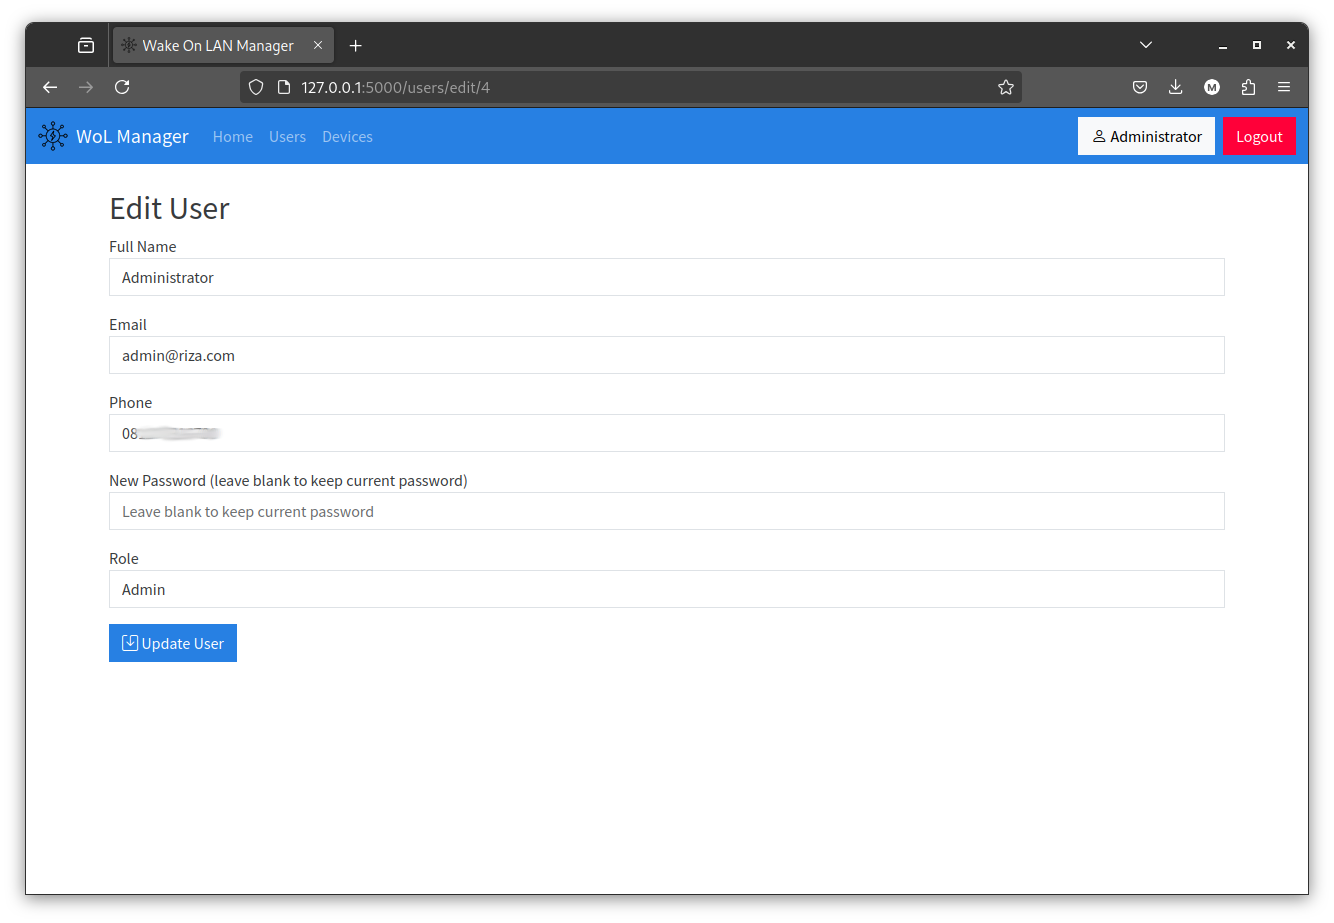 Wake On LAN Manager
127.0.0.1:5000/users/edit/4
M
WoL Manager Home Users Devices Administrator Logout
Edit User
Full Name
Administrator
Email
admin@riza.com
Phone
08
New Password (leave blank to keep current password)
Leave blank to keep current password
Role
Admin
Update User